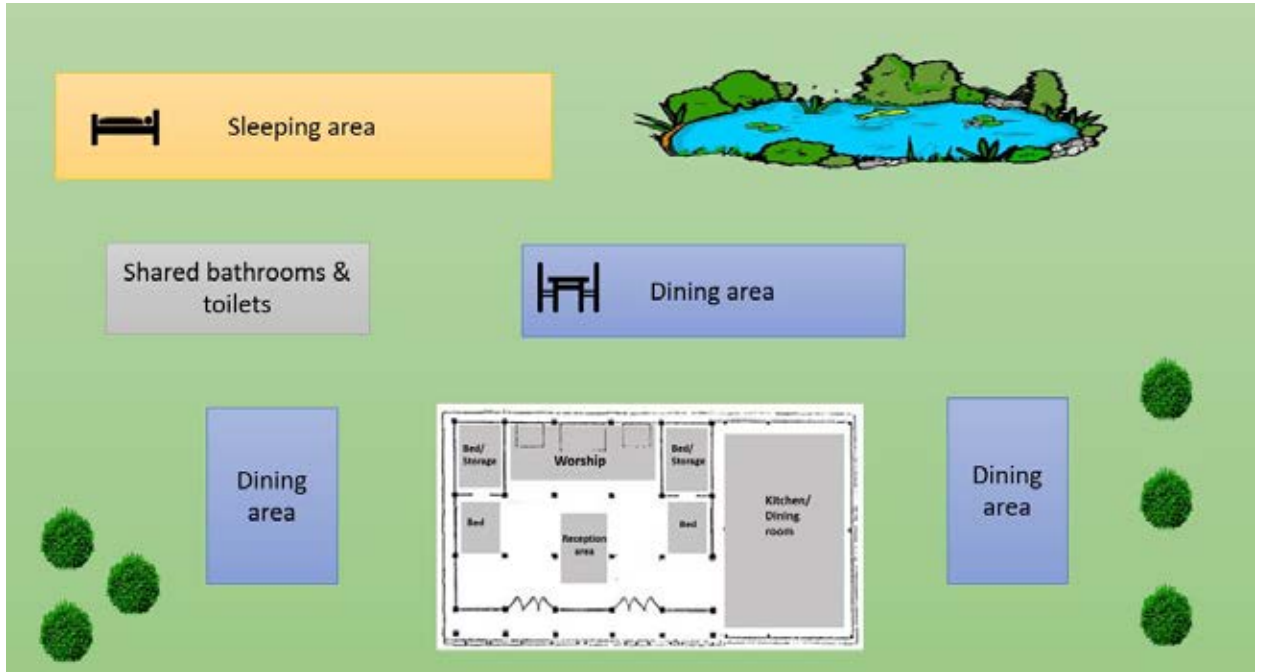 Sleeping area
Shared bathrooms &
toilets
Dining area
Dining
area
Bed/
Storage
Worship
Bed/
Storage
Bed
Reception
area
Bed
Kitchen/
Dining
room
Dining
area